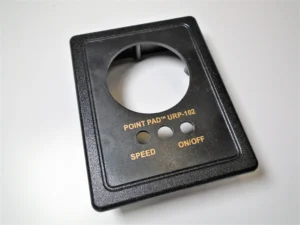 POINT PAD™ URP-102
SPEED ON/OFF